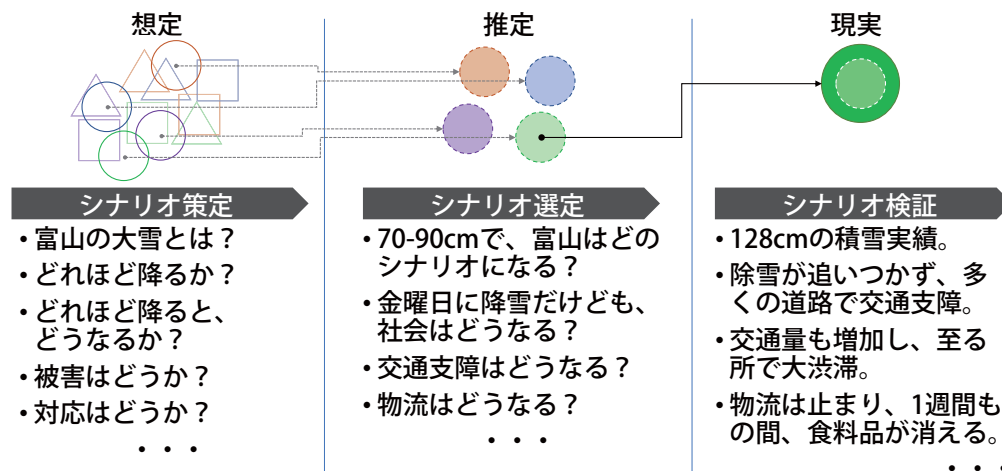 想定
シナリオ策定
• 富山の大雪とは？
• どれほど降るか？
• どれほど降ると、
どうなるか？
• 被害はどうか？
• 対応はどうか？
・・・
推定
シナリオ選定
• 70-90cmで、富山はどの
シナリオになる？
• 金曜日に降雪だけども、
社会はどうなる？
• 交通支障はどうなる？
• 物流はどうなる？
・・・
現実
シナリオ検証
• 128cmの積雪実績。
• 除雪が追いつかず、多
くの道路で交通支障。
• 交通量も増加し、至る
所で大渋滞。
• 物流は止まり、1週間も
の間、食料品が消える。
・・・